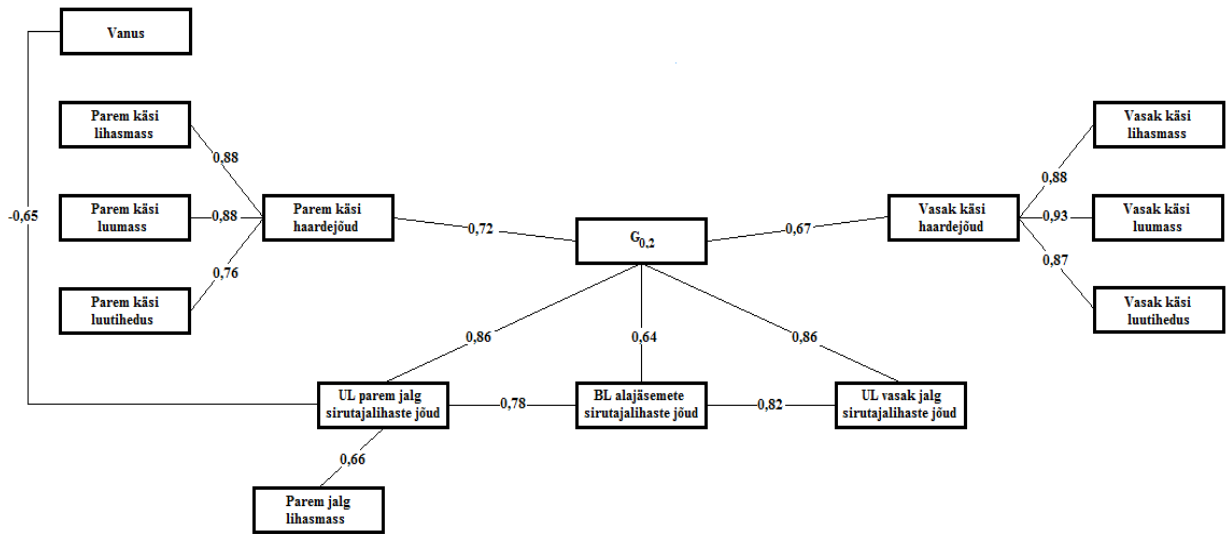 Vanus
Parem käsi
lihasmass
Vasak käsi
lihasmass
0,88
0,88
-0,65
Parem käsi
luumass
0,88
Parem käsi
haardejõud
0,72
G0,2
0,67
Vasak käsi
haardejõud
0,93
Vasak käsi
luumass
0,76
0,87
Parem käsi
luutihedus
Vasak käsi
luutihedus
0,86
0,64
0,86
UL parem jalg
sirutajalihaste jõud
0,78
BL alajäsemete
sirutajalihaste jõud
0,82
UL vasak jalg
sirutajalihaste jõud
0,66
Parem jalg
lihasmass